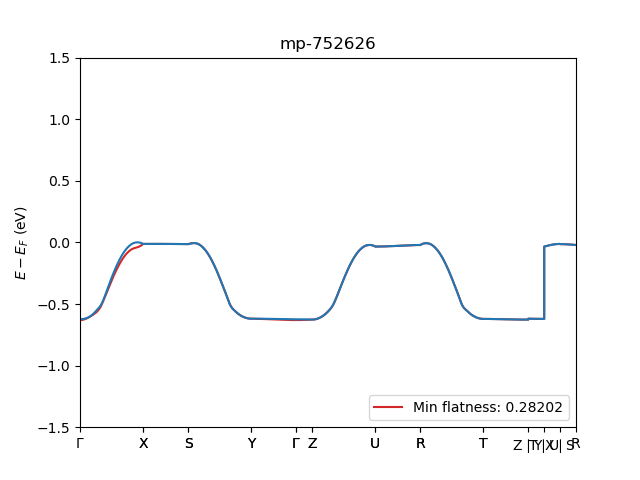 mp-752626
1.5
1.0
0.5
0.0
−0.5
−1.0
−1.5
E − E_F (eV)
Min flatness: 0.28202
Γ X S Y Γ Z U R T Z | T Y | X U | S R